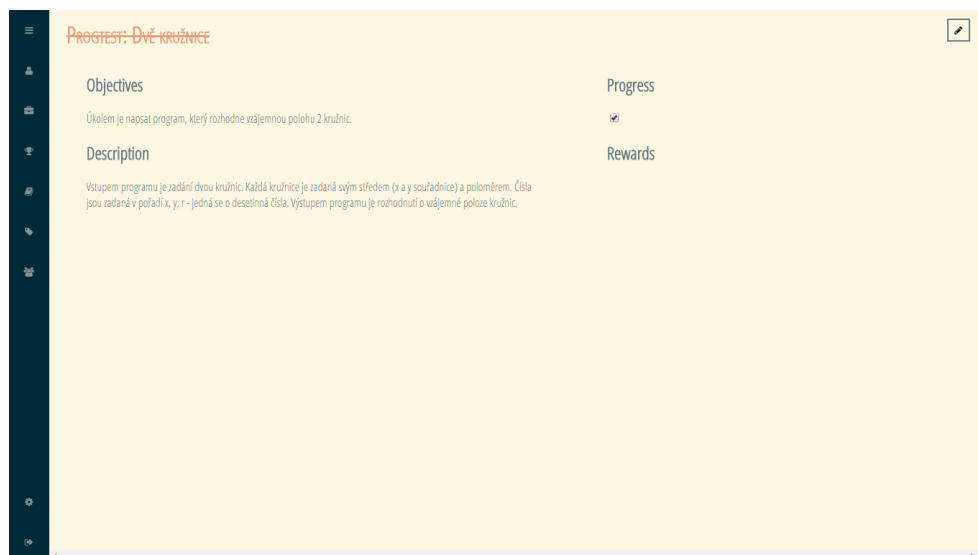 Progtest: Dvě kružnice
Objectives
Úkolem je napsat program, který rozhodne vzájemnou polohu 2 kružnic.
Description
Vstupem programu je zadání dvou kružnic. Každá kružnice je zadaná svým středem (x a y souřadnice) a poloměrem. Čísla
jsou zadaná v pořadí x, y, r - jedná se o desetinná čísla. Výstupem programu je rozhodnutí o vzájemné poloze kružnic.
Progress
Rewards